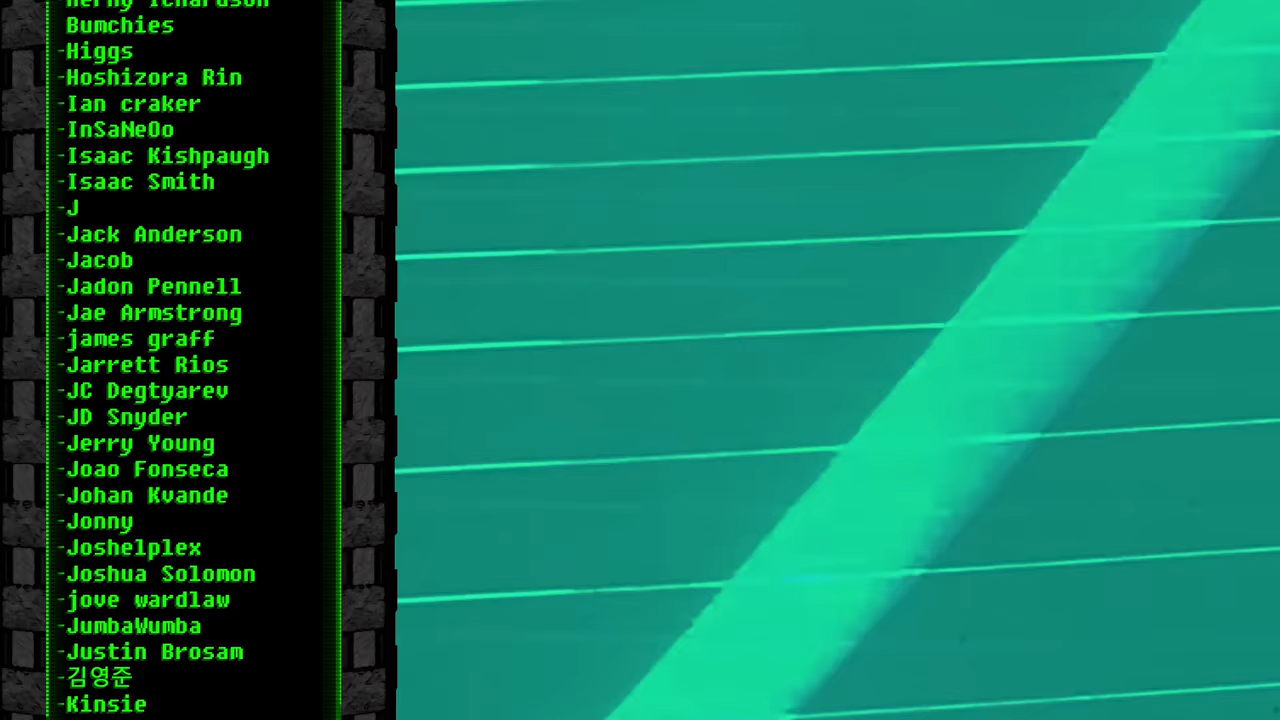 Bumchies
-Higgs
-Hoshizora Rin
-Ian craker
-InSaNeOo
-Isaac Kishpaugh
-Isaac Smith
-J
-Jack Anderson
-Jacob
-Jadon Pennell
-Jae Armstrong
-james graff
-Jarrett Rios
-JC Degtyarev
-JD Snyder
-Jerry Young
-Joao Fonseca
-Johan Kvande
-Jonny
-Joshelplex
-Joshua Solomon
-jove wardlaw
-JumbaWumba
-Justin Brosam
-김영준
-Kinsie